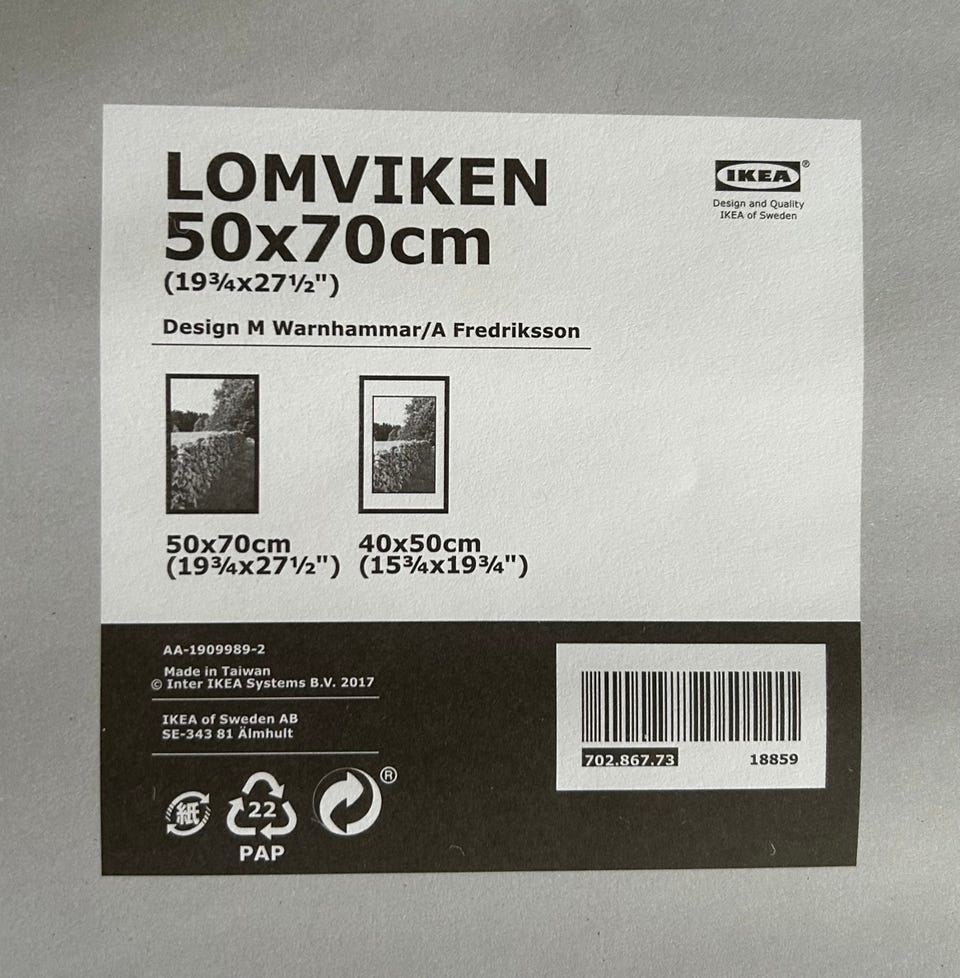 LOMVIKEN
50x70cm
(19¾x27½")
IKEA®
Design and Quality
IKEA of Sweden
Design M Warnhammar/A Fredriksson
50x70cm
(19¾x27½")
40x50cm
(15¾x19¾")
AA-1909989-2
Made in Taiwan
© Inter IKEA Systems B.V. 2017
IKEA of Sweden AB
SE-343 81 Älmhult
702.867.73 18859
紙
22
PAP
®